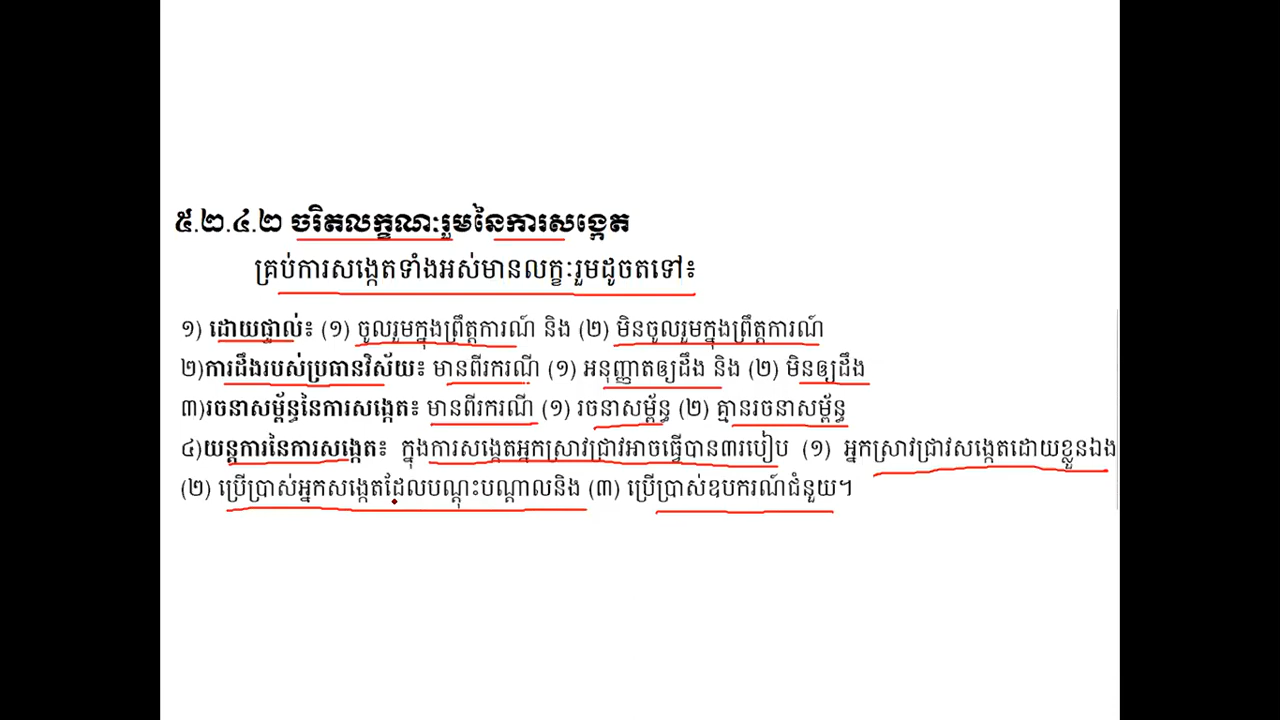 ៥.២.៤.២ ចរិតលក្ខណៈរួមនៃការសង្កេត
គ្រប់ការសង្កេតទាំងអស់មានលក្ខៈរួមដូចតទៅ៖
១) ដោយផ្ទាល់៖ (១) ចូលរួមក្នុងព្រឹត្តការណ៍ និង (២) មិនចូលរួមក្នុងព្រឹត្តការណ៍
២)ការដឹងរបស់ប្រធានវិស័យ៖ មានពីរករណី (១) អនុញ្ញាតឲ្យដឹង និង (២) មិនឲ្យដឹង
៣)រចនាសម្ព័ន្ធនៃការសង្កេត៖ មានពីរករណី (១) រចនាសម្ព័ន្ធ (២) គ្មានរចនាសម្ព័ន្ធ
៤)យន្តការនៃការសង្កេត៖ ក្នុងការសង្កេតអ្នកស្រាវជ្រាវអាចធ្វើបាន៣របៀប (១) អ្នកស្រាវជ្រាវសង្កេតដោយខ្លួនឯង
(២) ប្រើប្រាស់អ្នកសង្កេតដែលបណ្តុះបណ្តាលនិង (៣) ប្រើប្រាស់ឧបករណ៍ជំនួយ។